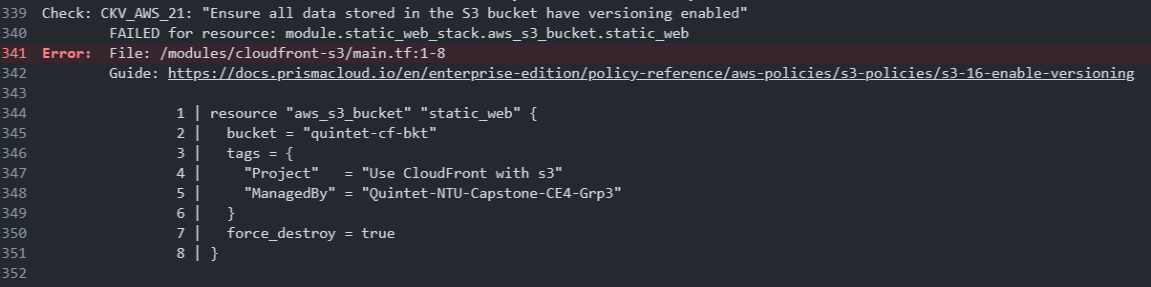 339 Check: CKV_AWS_21: "Ensure all data stored in the S3 bucket have versioning enabled"
340 FAILED for resource: module.static_web_stack.aws_s3_bucket.static_web
341 Error: File: /modules/cloudfront-s3/main.tf:1-8
342 Guide: https://docs.prismacloud.io/en/enterprise-edition/policy-reference/aws-policies/s3-policies/s3-16-enable-versioning
343
344 1 | resource "aws_s3_bucket" "static_web" {
345 2 | bucket = "quintet-cf-bkt"
346 3 | tags = {
347 4 | "Project" = "Use CloudFront with s3"
348 5 | "ManagedBy" = "Quintet-NTU-Capstone-CE4-Grp3"
349 6 | }
350 7 | force_destroy = true
351 8 | }
352